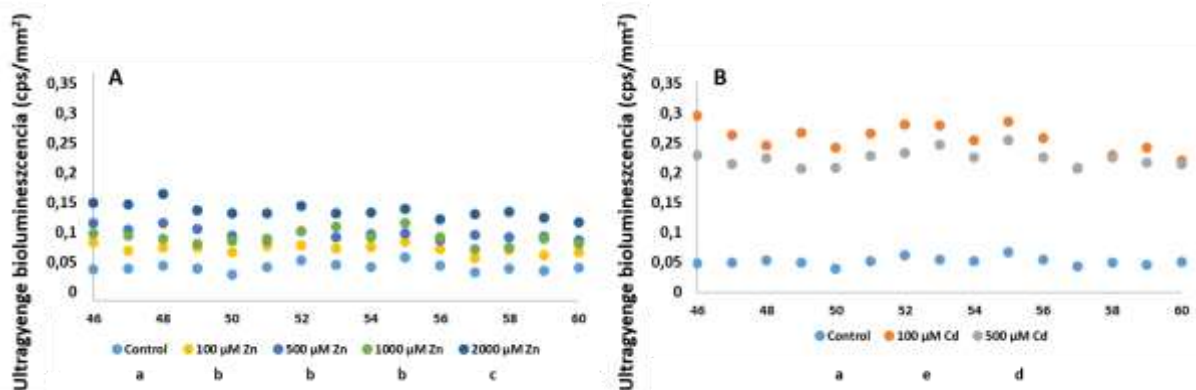 Ultragyenge biolumineszcencia (cps/mm²)
A
0,35
0,3
0,25
0,2
0,15
0,1
0,05
0
46 48 50 52 54 56 58 60
Control 100 µM Zn 500 µM Zn 1000 µM Zn 2000 µM Zn
a b b b c
Ultragyenge biolumineszcencia (cps/mm²)
B
0,35
0,3
0,25
0,2
0,15
0,1
0,05
0
46 48 50 52 54 56 58 60
Control 100 µM Cd 500 µM Cd
a e d